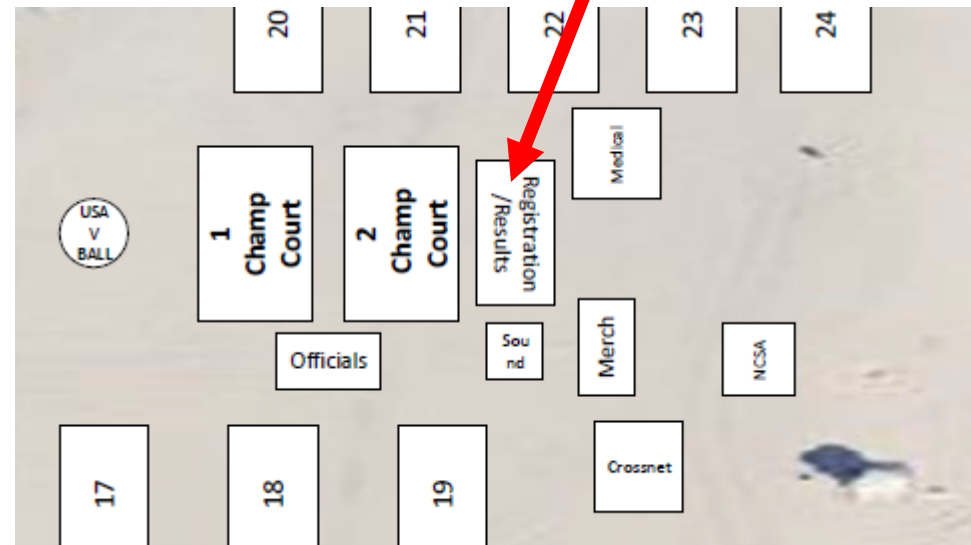 20
21
22
23
24
Medical
USA
V
BALL
1
Champ
Court
2
Champ
Court
Registration
/Results
Officials
Sou
nd
Merch
NCSA
17
18
19
Crossnet